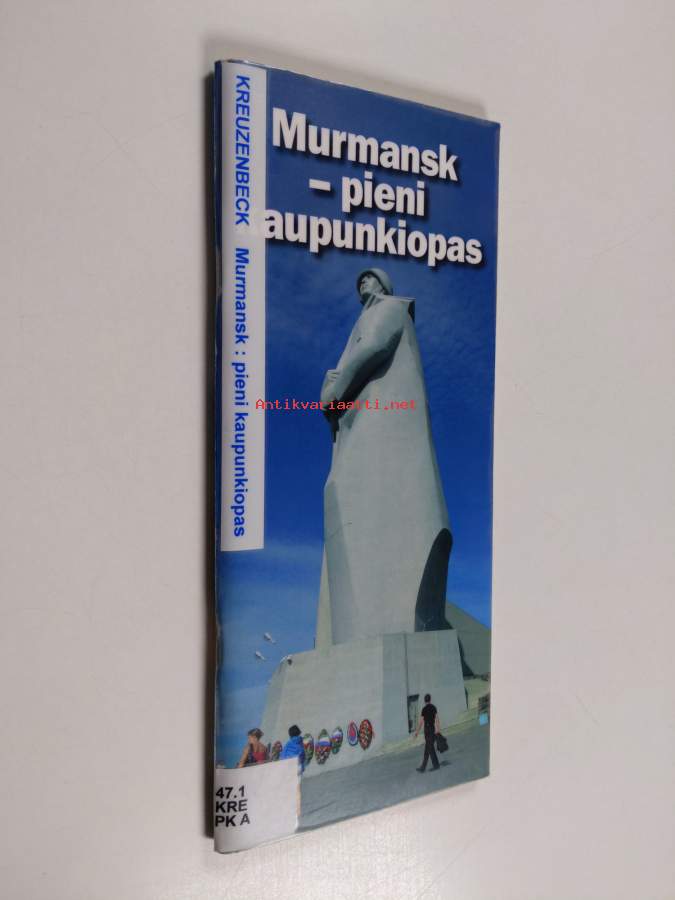 Murmansk
– pieni
kaupunkiopas
KREUZENBECK Murmansk : pieni kaupunkiopas
Antikvariaatti.net
47.1
KRE
PK A